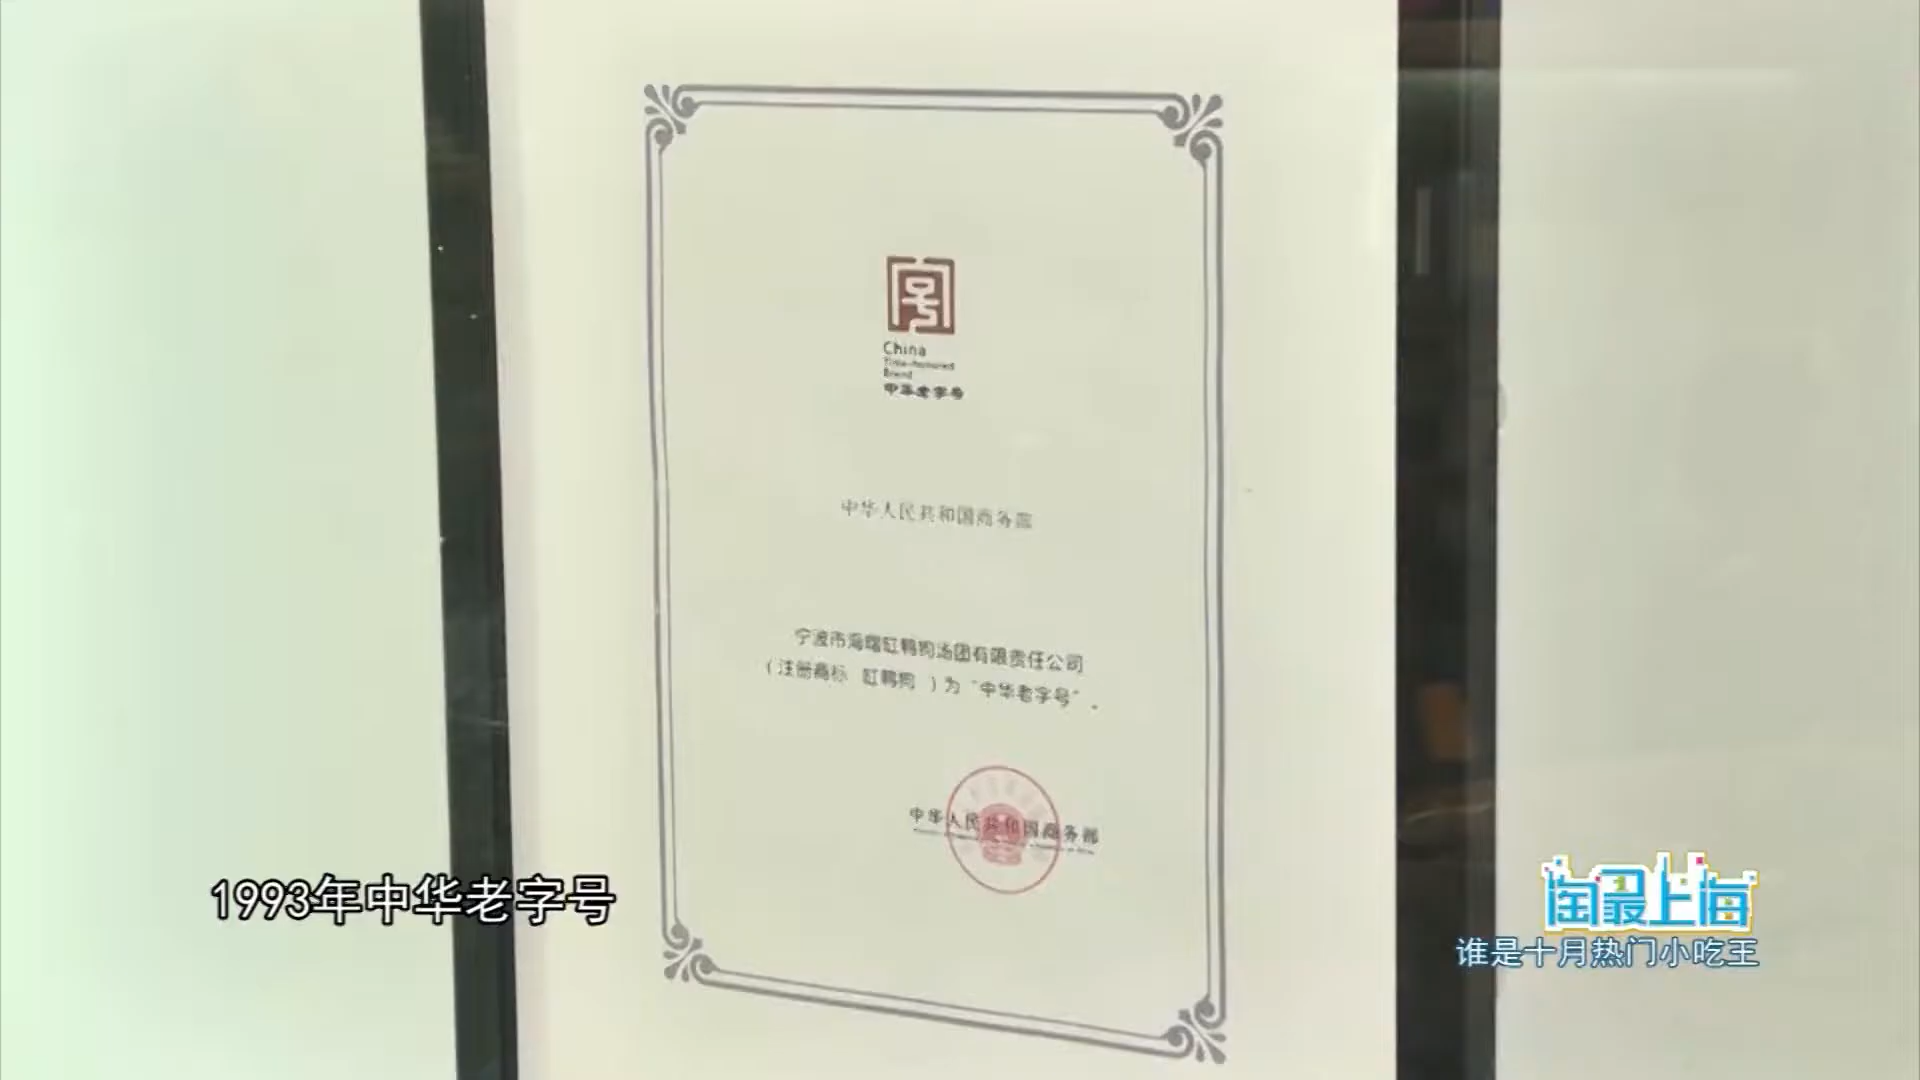 China
Time-honored
Brand
中华老字号
中华人民共和国商务部
宁波市海曙缸鸭狗汤团有限责任公司
(注册商标 缸鸭狗 )为“中华老字号”。
中华人民共和国商务部
1993年中华老字号
淘最上海
谁是十月热门小吃王